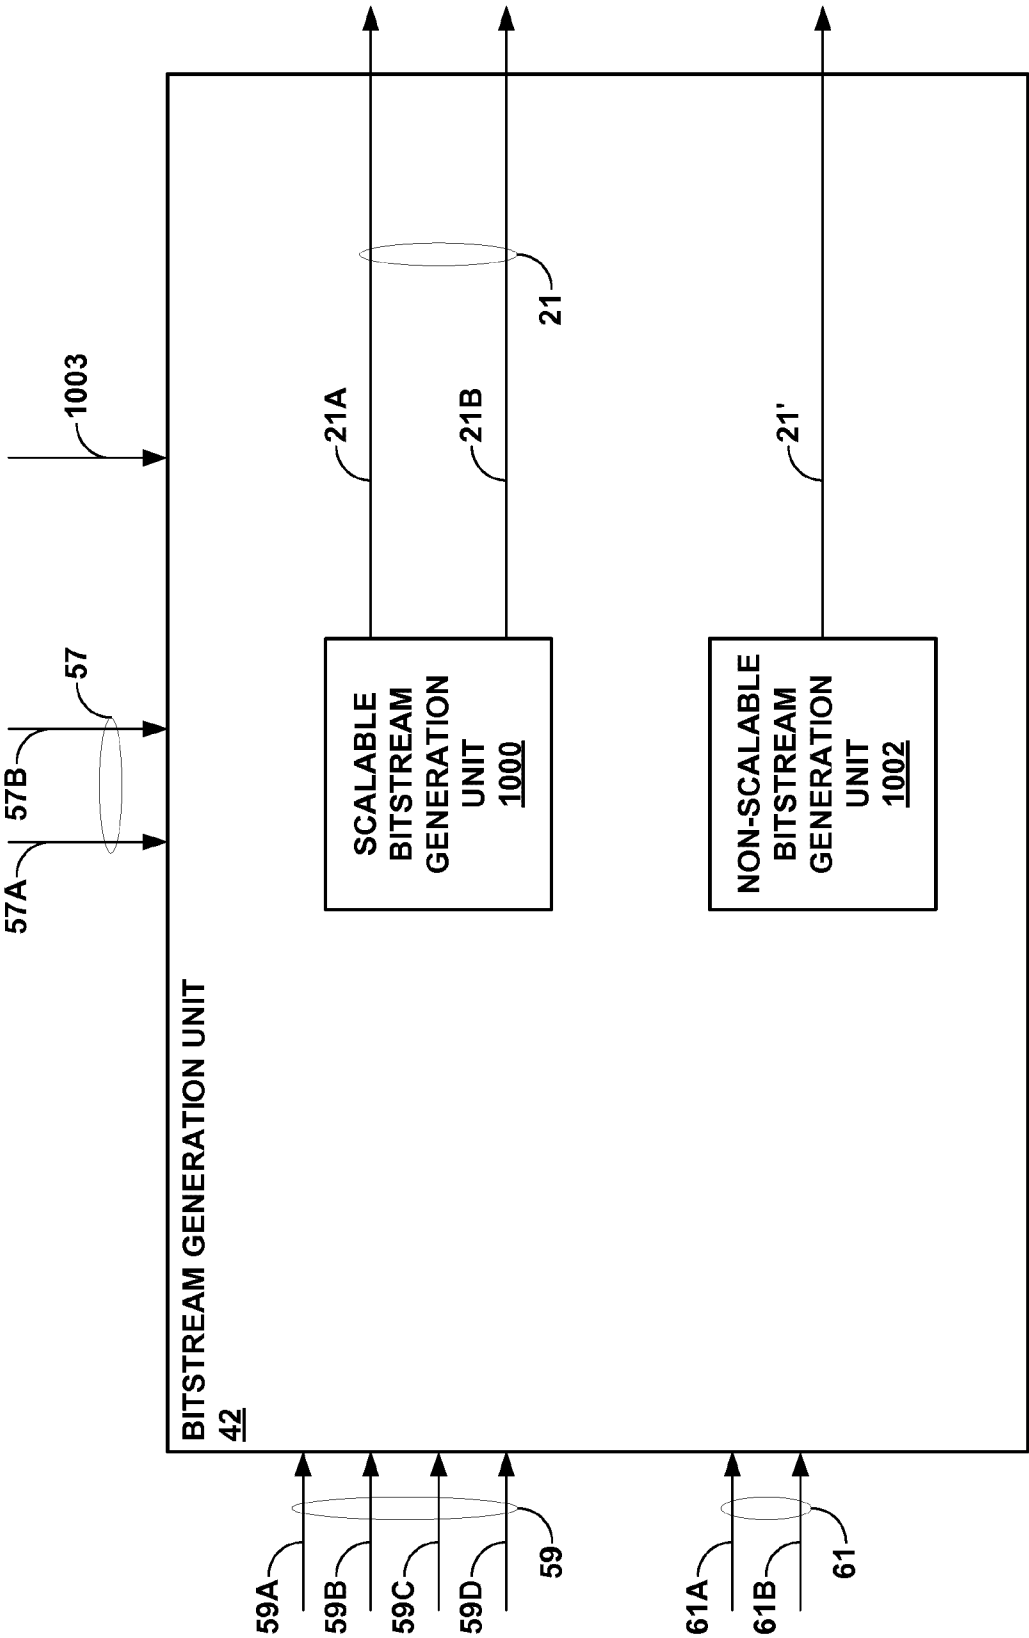 57A
57B
57
1003
BITSTREAM GENERATION UNIT
42
59A
59B
59C
59D
59
61A
61B
61
SCALABLE
BITSTREAM
GENERATION
UNIT
1000
21A
21B
21
NON-SCALABLE
BITSTREAM
GENERATION
UNIT
1002
21'